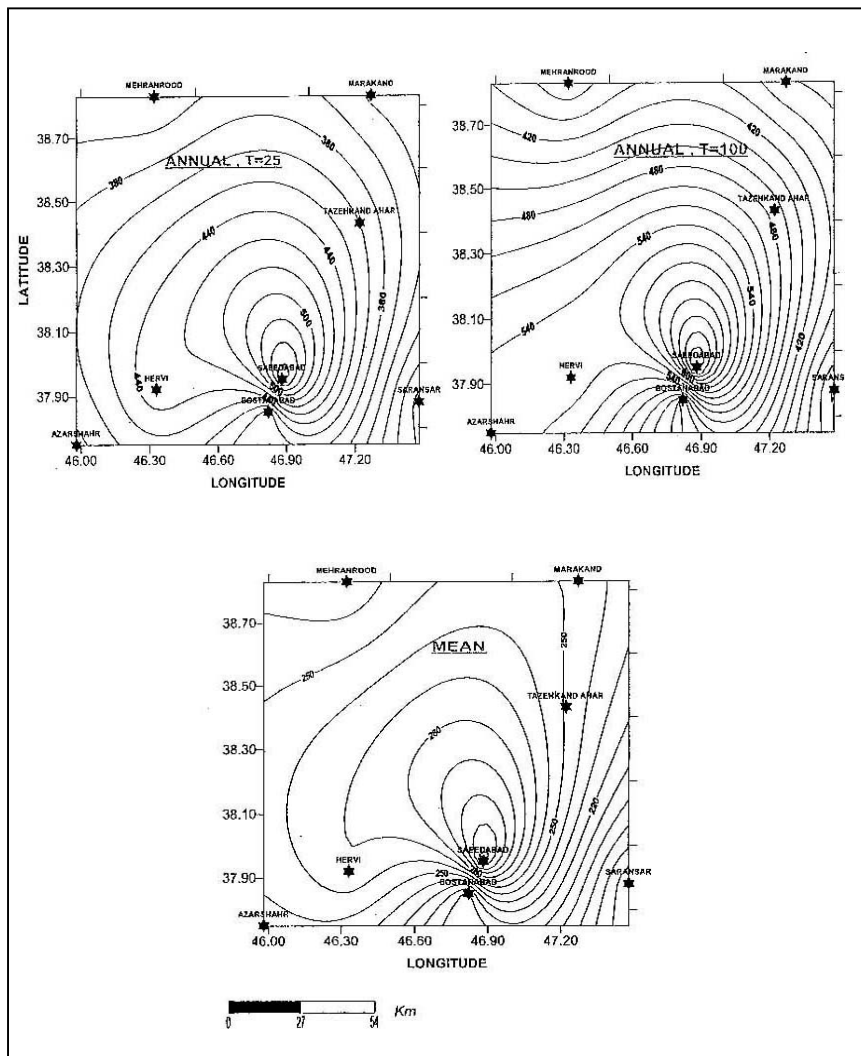 MEHRANROOD MARAKAND
38.70
380
ANNUAL , T=25
380
38.50
TAZEHKAND AHAR
440
440
38.30
LATITUDE
500
380
38.10
SAEEDABAD
440
HERVI
37.90
BOSTANABAD
SARANSAR
AZARSHAHR
46.00 46.30 46.60 46.90 47.20
LONGITUDE
MEHRANROOD MARAKAND
38.70
420
420
ANNUAL , T=100
480
38.50
TAZEHKAND AHAR
480
480
38.30
540
540
38.10
540
420
SAEEDABAD
HERVI
600
540
37.90
BOSTANABAD
SARANS
AZARSHAHR
46.00 46.30 46.60 46.90 47.20
LONGITUDE
MEHRANROOD MARAKAND
38.70
MEAN
250
250
38.50
TAZEHKAND AHAR
38.30
280
220
38.10
250
SAEEDABAD
HERVI
250
37.90
BOSTANABAD
SARANSAR
AZARSHAHR
46.00 46.30 46.60 46.90 47.20
LONGITUDE
Km
0 27 54